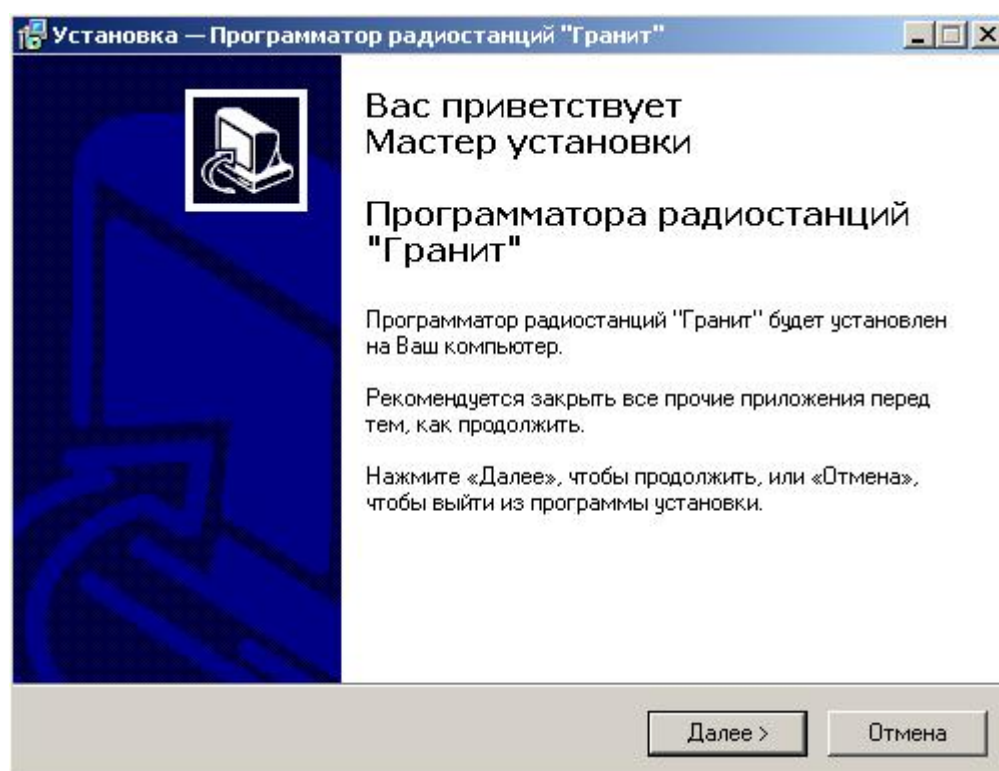 Установка — Программатор радиостанций "Гранит"
Вас приветствует
Мастер установки
Программатора радиостанций
"Гранит"
Программатор радиостанций "Гранит" будет установлен
на Ваш компьютер.
Рекомендуется закрыть все прочие приложения перед
тем, как продолжить.
Нажмите «Далее», чтобы продолжить, или «Отмена»,
чтобы выйти из программы установки.
Далее >
Отмена